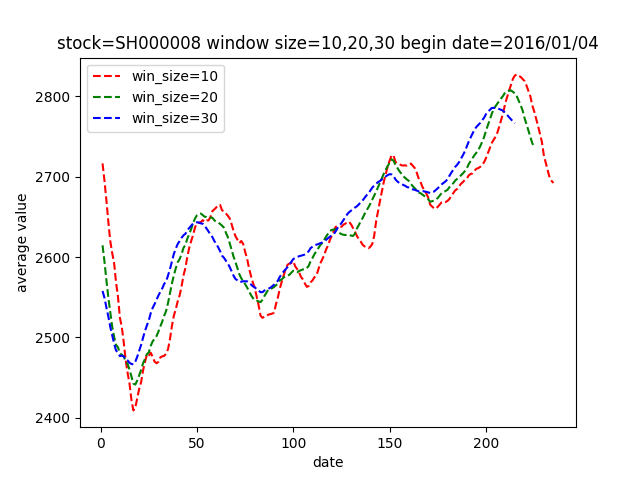 stock=SH000008 window size=10,20,30 begin date=2016/01/04
win_size=10
win_size=20
win_size=30
average value
2800
2700
2600
2500
2400
0 50 100 150 200
date